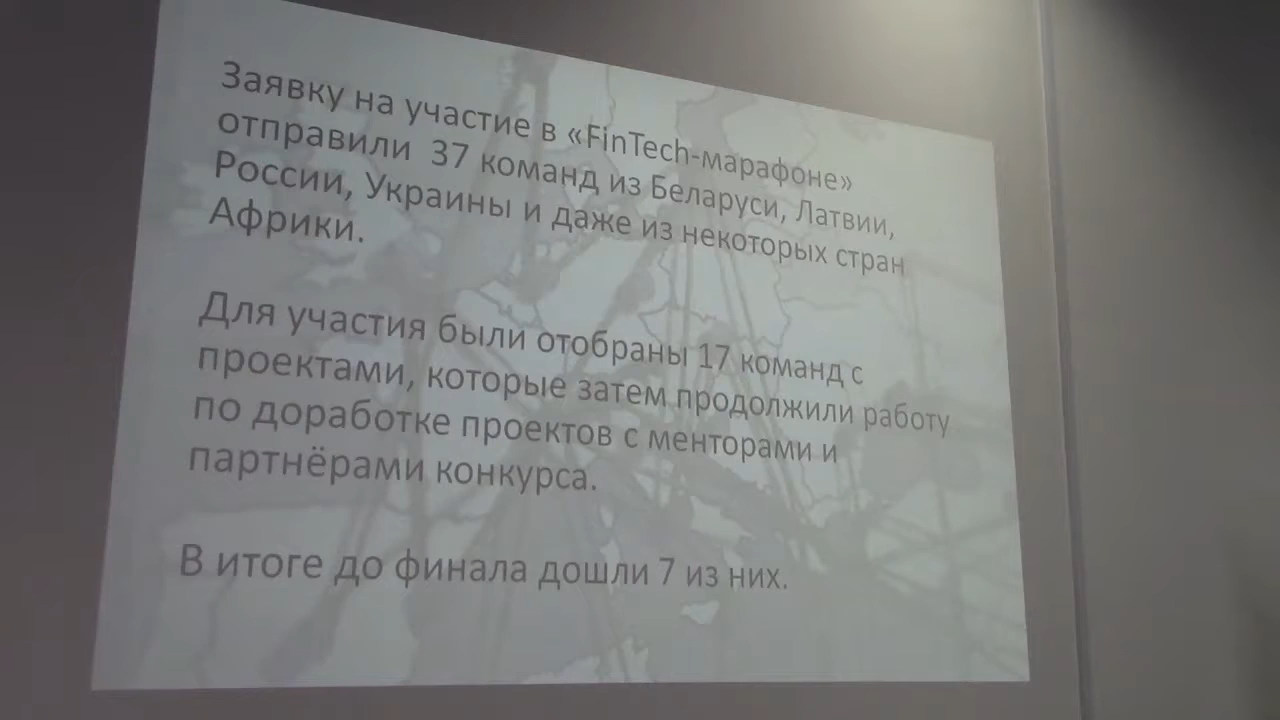 Заявку на участие в «FinTech-марафоне»
отправили 37 команд из Беларуси, Латвии,
России, Украины и даже из некоторых стран
Африки.
Для участия были отобраны 17 команд с
проектами, которые затем продолжили работу
по доработке проектов с менторами и
партнёрами конкурса.
В итоге до финала дошли 7 из них.